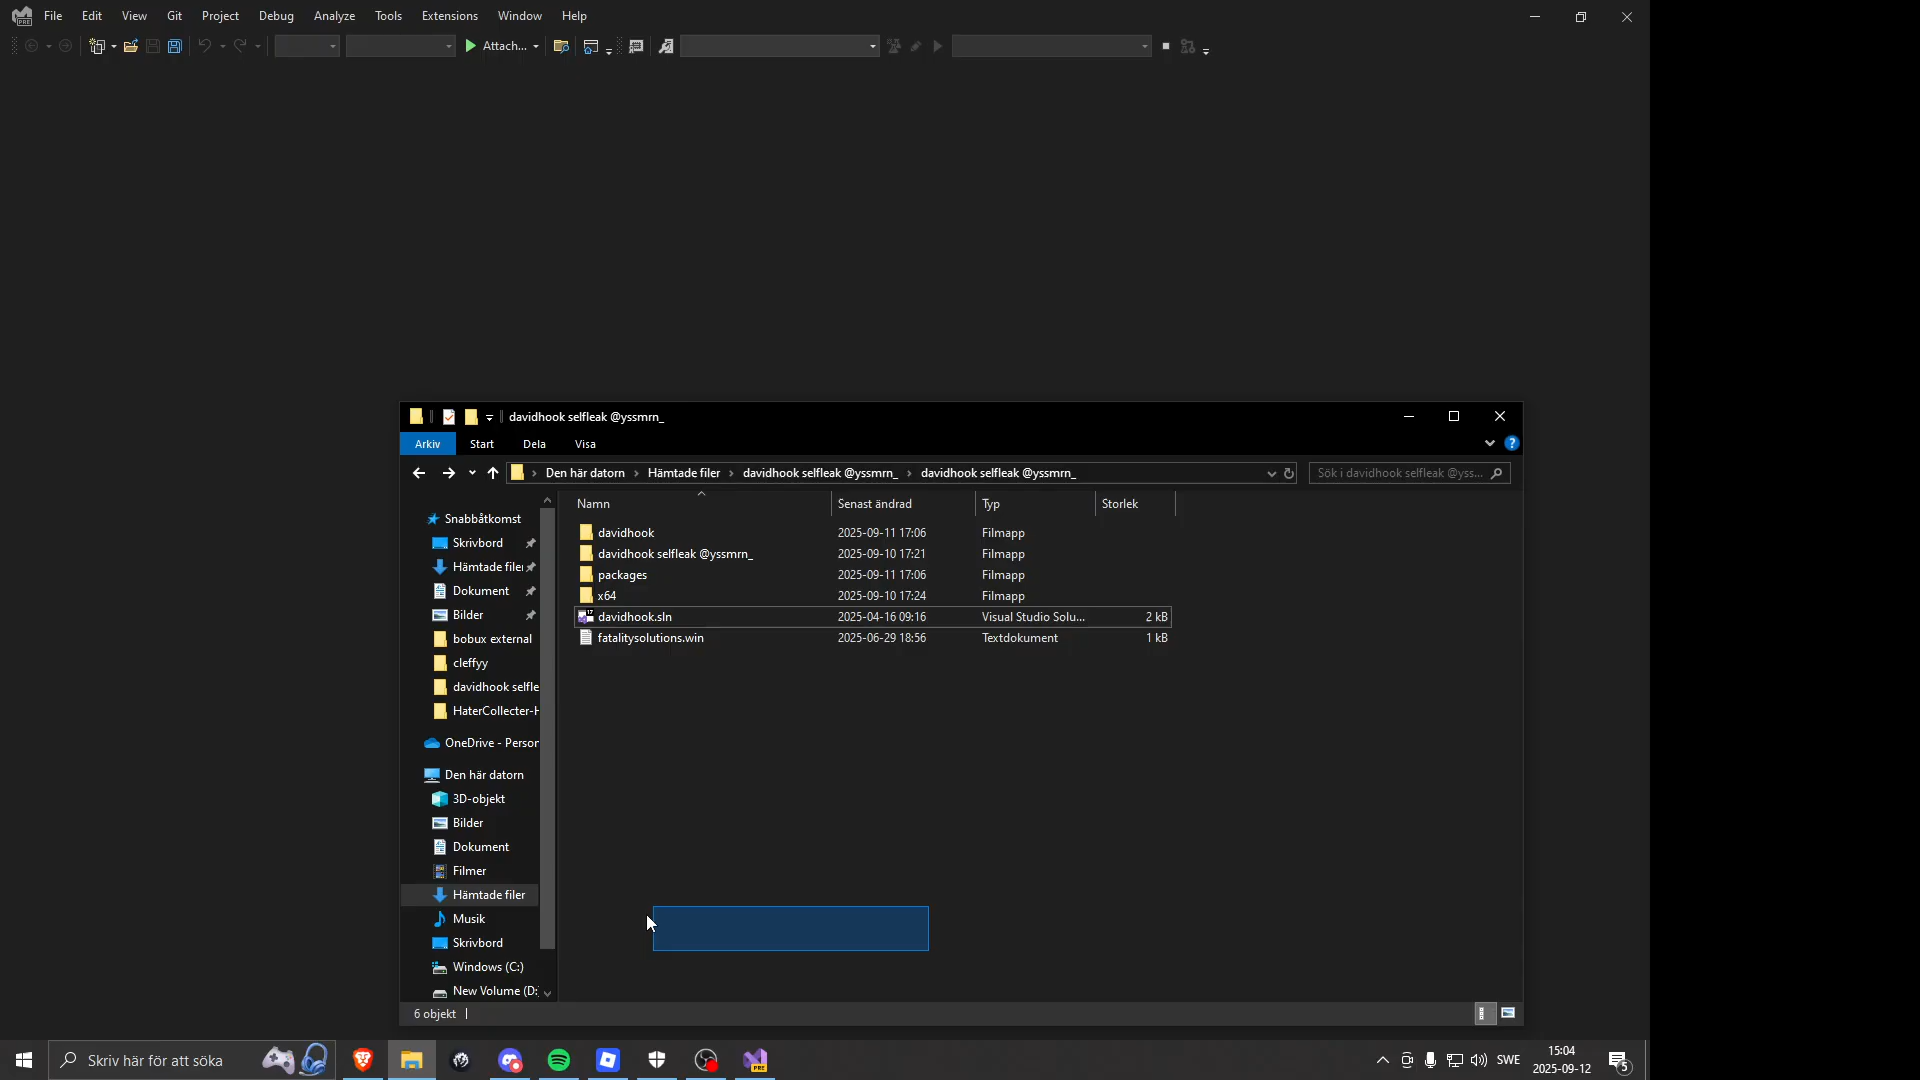 File Edit View Git Project Debug Analyze Tools Extensions Window Help
Attach...
davidhook selfleak @yssmrn_
Arkiv Start Dela Visa
Den här datorn Hämtade filer davidhook selfleak @yssmrn_ davidhook selfleak @yssmrn_ Sök i davidhook selfleak @yss...
Namn Senast ändrad Typ Storlek
davidhook 2025-09-11 17:06 Filmapp
davidhook selfleak @yssmrn_ 2025-09-10 17:21 Filmapp
packages 2025-09-11 17:06 Filmapp
x64 2025-09-10 17:24 Filmapp
davidhook.sln 2025-04-16 09:16 Visual Studio Solu... 2 kB
fatalitysolutions.win 2025-06-29 18:56 Textdokument 1 kB
Snabbåtkomst
Skrivbord
Hämtade filer
Dokument
Bilder
bobux external
cleffyy
davidhook selfle
HaterCollecter-H
OneDrive - Person
Den här datorn
3D-objekt
Bilder
Dokument
Filmer
Hämtade filer
Musik
Skrivbord
Windows (C:)
New Volume (D:
6 objekt
Skriv här för att söka
PRE
SWE
15:04
2025-09-12
5